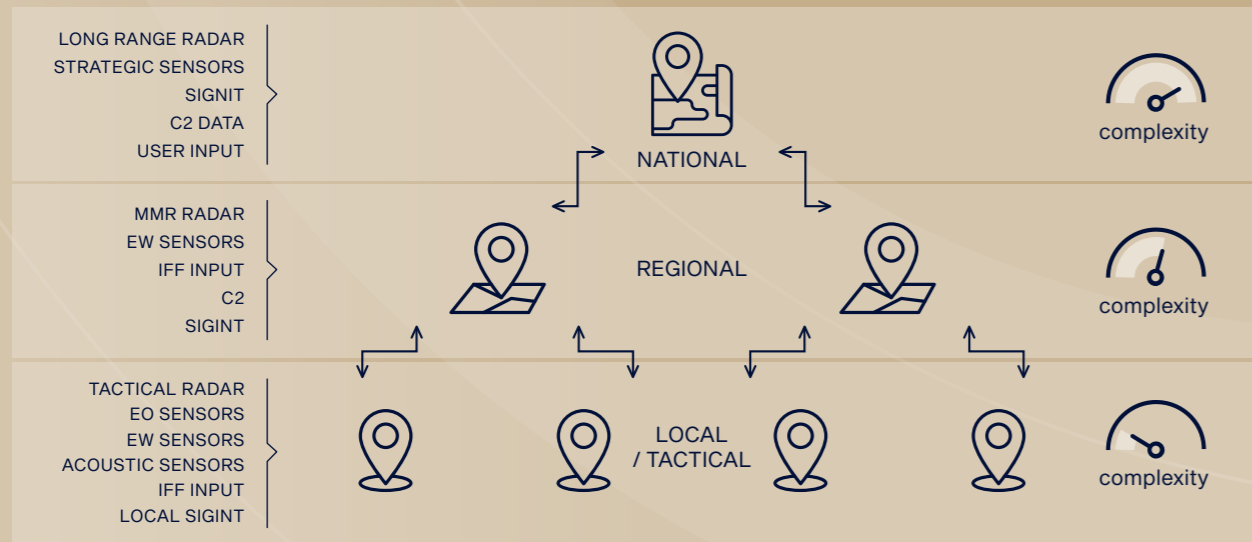 LONG RANGE RADAR
STRATEGIC SENSORS
SIGNIT
C2 DATA
USER INPUT
NATIONAL
complexity
MMR RADAR
EW SENSORS
IFF INPUT
C2
SIGINT
REGIONAL
complexity
TACTICAL RADAR
EO SENSORS
EW SENSORS
ACOUSTIC SENSORS
IFF INPUT
LOCAL SIGINT
LOCAL
/ TACTICAL
complexity